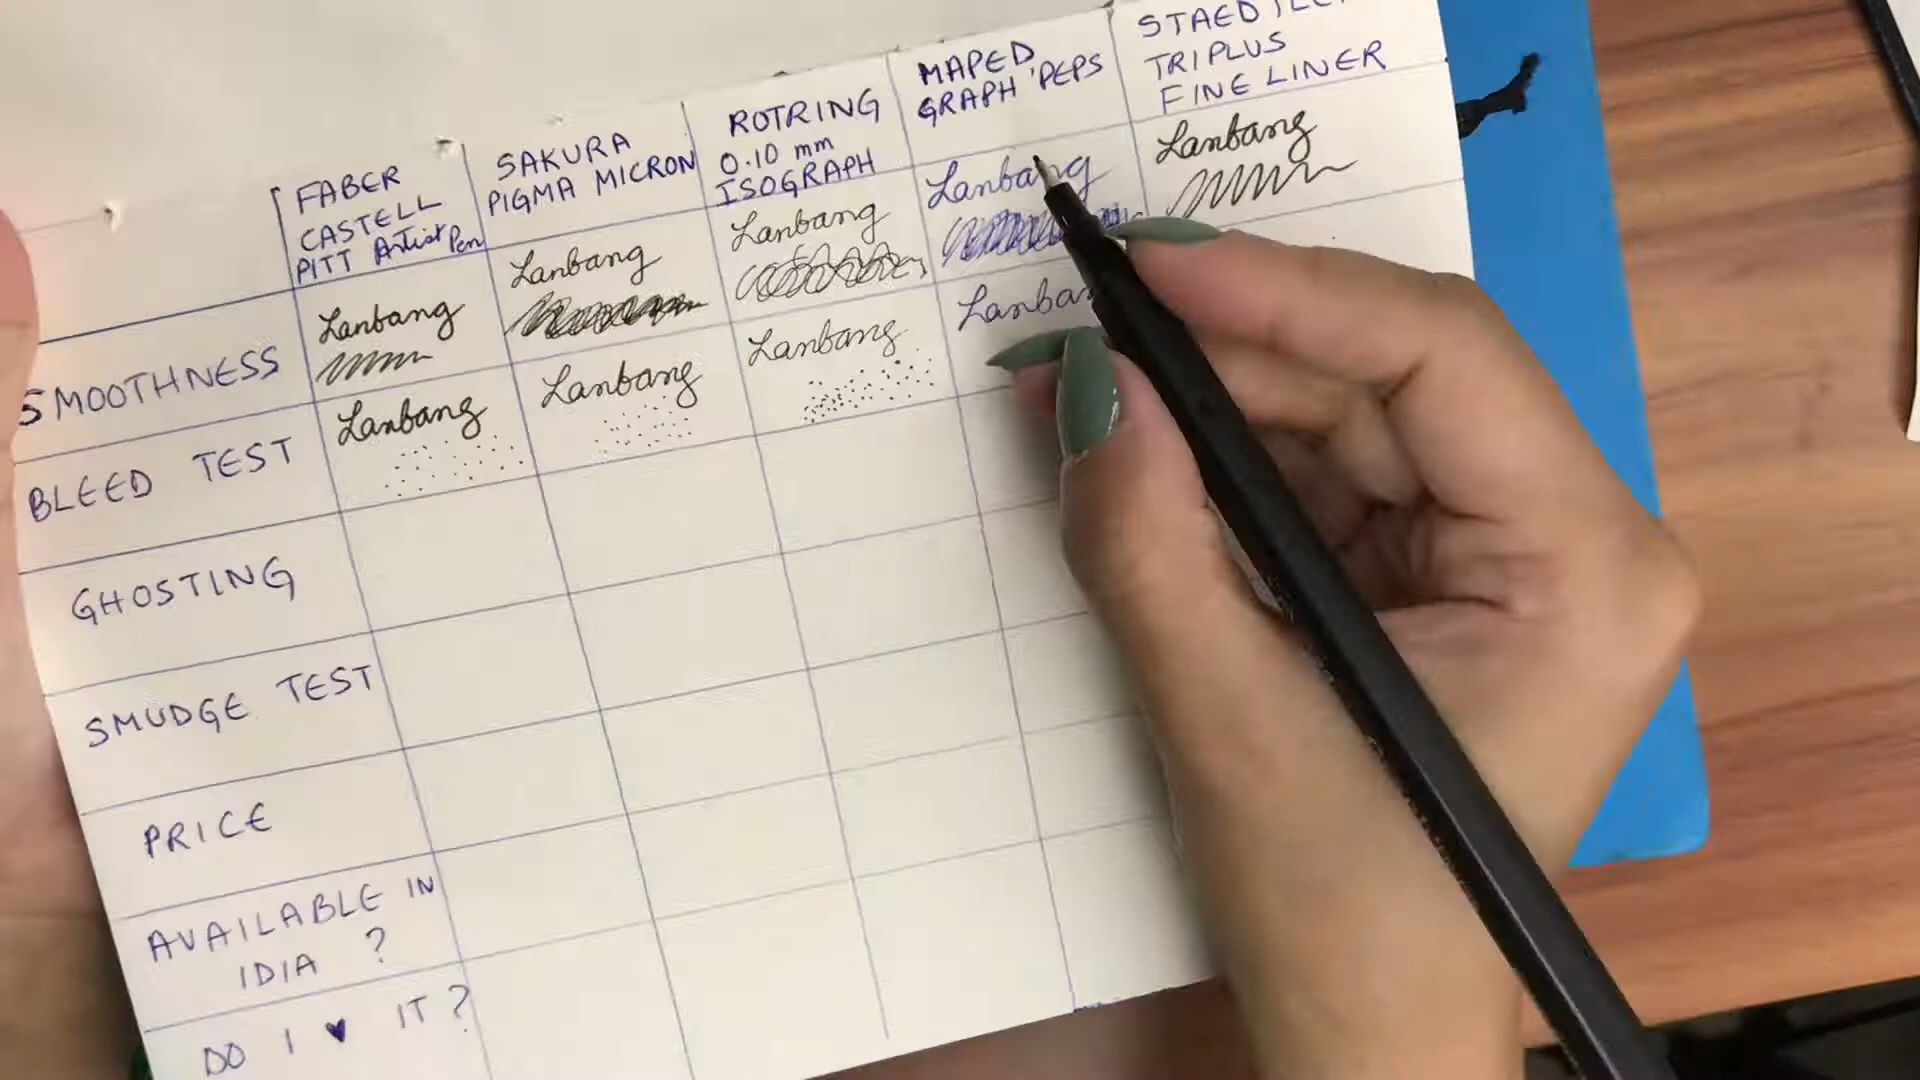 FABER
CASTELL
PITT Artist Pen
SAKURA
PIGMA MICRON
ROTRING
0.10 mm
ISOGRAPH
MAPED
GRAPH 'PEPS
TRIPLUS
FINE LINER
SMOOTHNESS
Lanbang
Lanbang
Lanbang
Lanbang
Lanbang
BLEED TEST
Lanbang
Lanbang
Lanbang
GHOSTING
SMUDGE TEST
PRICE
AVAILABLE IN
IDIA ?
DO I ♥ IT ?